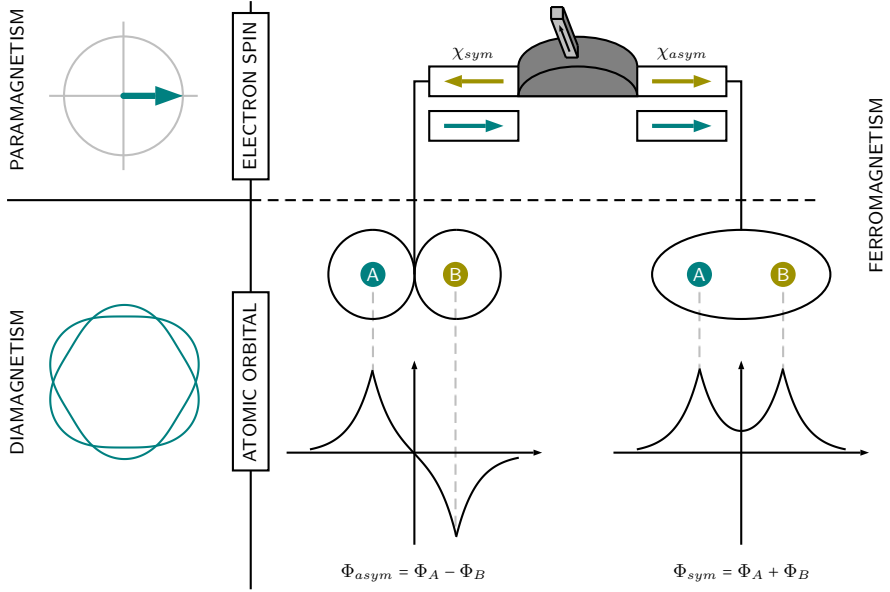 PARAMAGNETISM
ELECTRON SPIN
χsym
χasym
FERROMAGNETISM
A
B
A
B
DIAMAGNETISM
ATOMIC ORBITAL
Φasym = ΦA − ΦB
Φsym = ΦA + ΦB